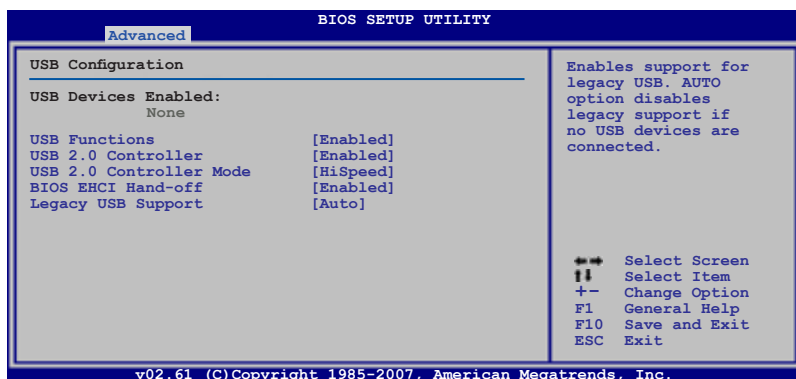 BIOS SETUP UTILITY
Advanced
USB Configuration
USB Devices Enabled:
None
USB Functions [Enabled]
USB 2.0 Controller [Enabled]
USB 2.0 Controller Mode [HiSpeed]
BIOS EHCI Hand-off [Enabled]
Legacy USB Support [Auto]
Enables support for
legacy USB. AUTO
option disables
legacy support if
no USB devices are
connected.
←→ Select Screen
↑↓ Select Item
+- Change Option
F1 General Help
F10 Save and Exit
ESC Exit
v02.61 (C)Copyright 1985-2007, American Megatrends, Inc.